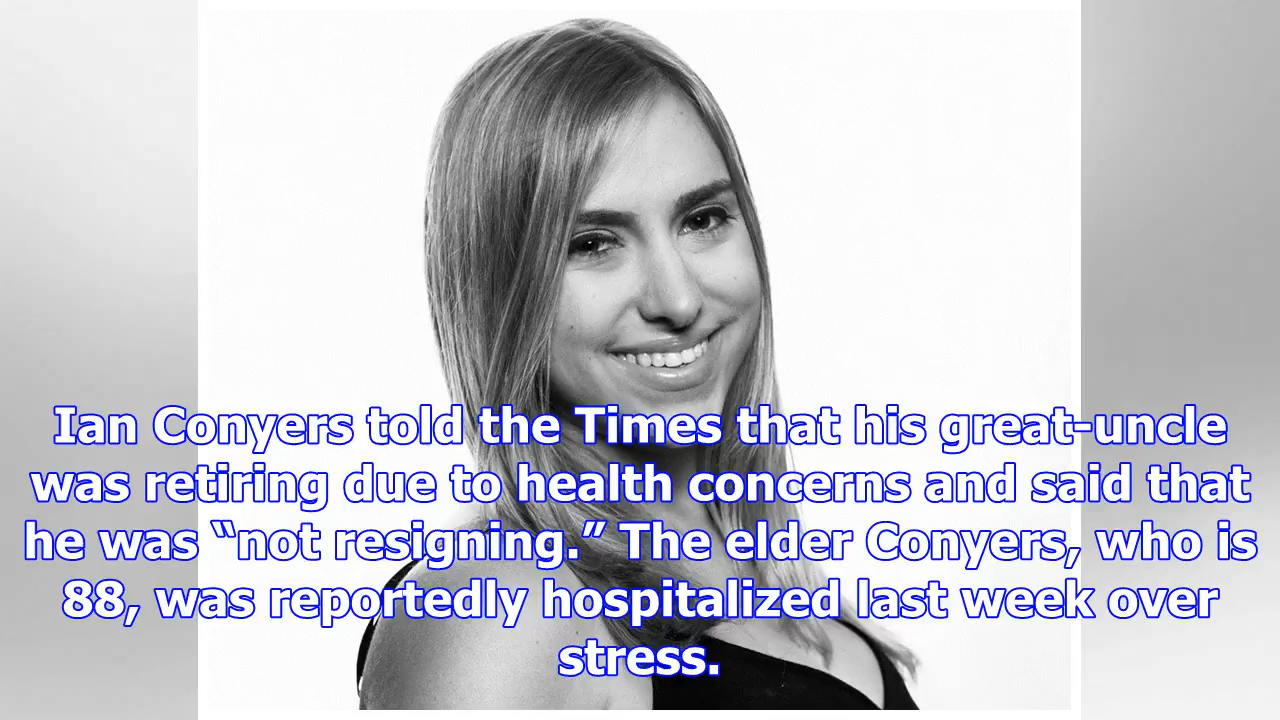 Ian Conyers told the Times that his great-uncle
was retiring due to health concerns and said that
he was “not resigning.” The elder Conyers, who is
88, was reportedly hospitalized last week over
stress.